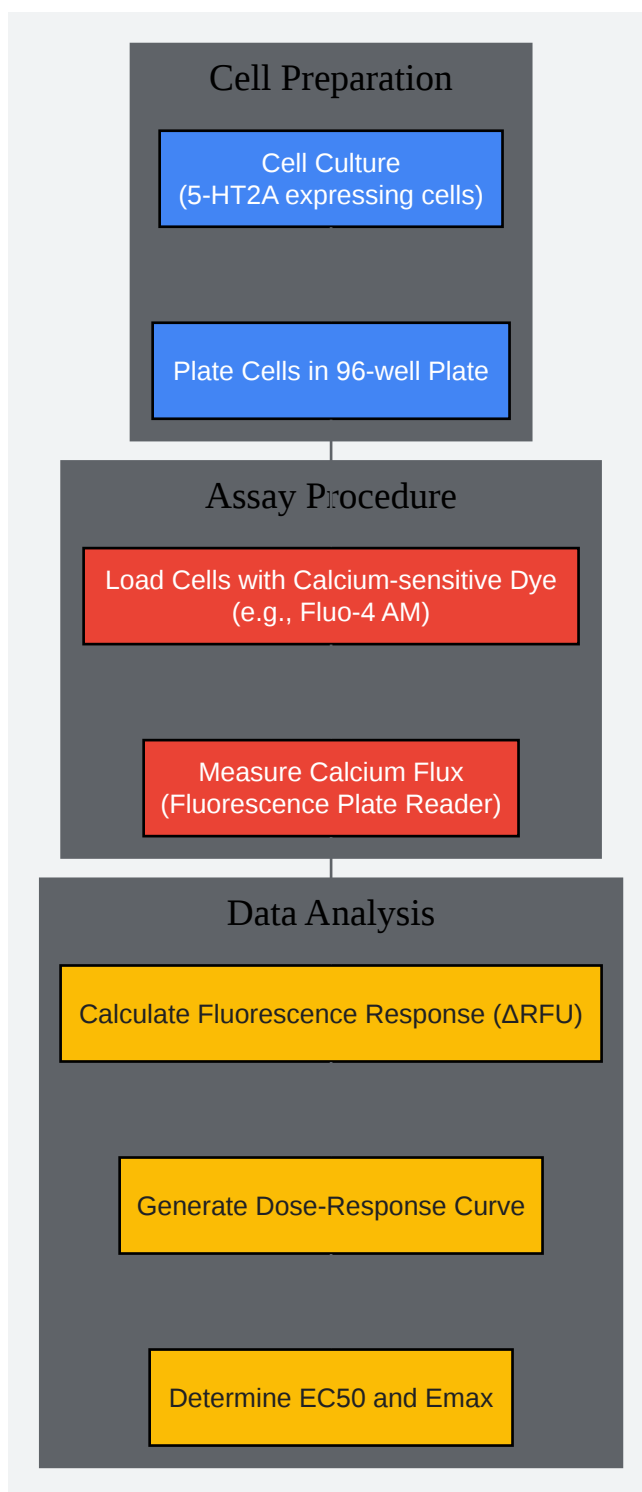 Cell Preparation
Cell Culture
(5-HT2A expressing cells)
Plate Cells in 96-well Plate
Assay Procedure
Load Cells with Calcium-sensitive Dye
(e.g., Fluo-4 AM)
Measure Calcium Flux
(Fluorescence Plate Reader)
Data Analysis
Calculate Fluorescence Response (ΔRFU)
Generate Dose-Response Curve
Determine EC50 and Emax